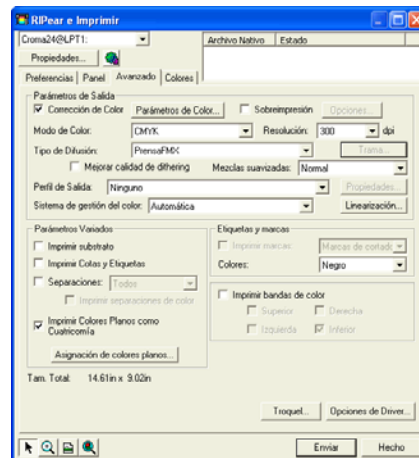 RIPear e Imprimir
Croma24@LPT1:
Archivo Nativo Estado
Propiedades...
Preferencias Panel Avanzado Colores
Parámetros de Salida
Corrección de Color Parámetros de Color... Sobreimpresión Opciones...
Modo de Color: CMYK Resolución: 300 dpi
Tipo de Difusión: PrensaFMX Trama...
Mejorar calidad de dithering Mezclas suavizadas: Normal
Perfil de Salida: Ninguno Propiedades...
Sistema de gestión del color: Automática Linearización...
Parámetros Variados
Imprimir substrato
Imprimir Cotas y Etiquetas
Separaciones: Todos
Imprimir separaciones de color
Imprimir Colores Planos como Cuatricomía
Asignación de colores planos...
Etiquetas y marcas
Imprimir marcas: Marcas de cortado
Colores: Negro
Imprimir bandas de color
Superior Derecha
Izquierda Inferior
Tam. Total: 14.61in x 9.02in
Troquel... Opciones de Driver...
Enviar Hecho